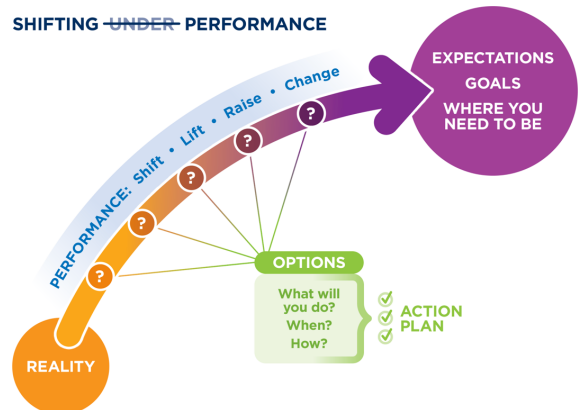 SHIFTING UNDER PERFORMANCE
EXPECTATIONS
GOALS
WHERE YOU
NEED TO BE
PERFORMANCE: Shift • Lift • Raise • Change
?
?
?
?
?
OPTIONS
What will
you do?
When?
How?
ACTION
PLAN
REALITY